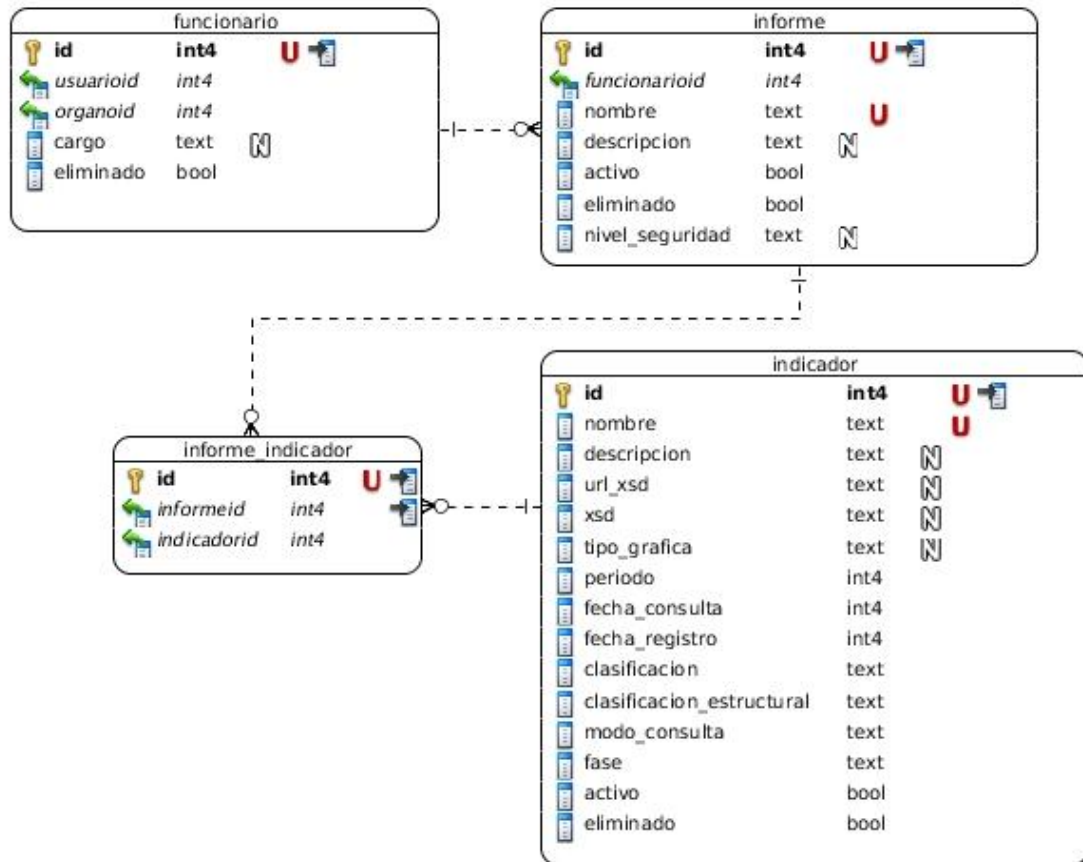 funcionario
id int4 U
usuarioid int4
organoid int4
cargo text N
eliminado bool
informe
id int4 U
funcionarioid int4
nombre text U
descripcion text N
activo bool
eliminado bool
nivel_seguridad text N
informe_indicador
id int4 U
informeid int4
indicadorid int4
indicador
id int4 U
nombre text U
descripcion text N
url_xsd text N
xsd text N
tipo_grafica text N
periodo int4
fecha_consulta int4
fecha_registro int4
clasificacion text
clasificacion_estructural text
modo_consulta text
fase text
activo bool
eliminado bool